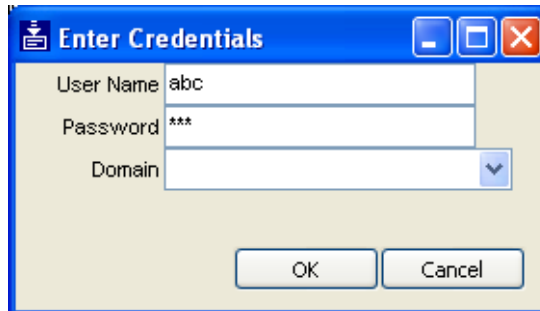 Enter Credentials
User Name abc
Password ***
Domain
OK Cancel